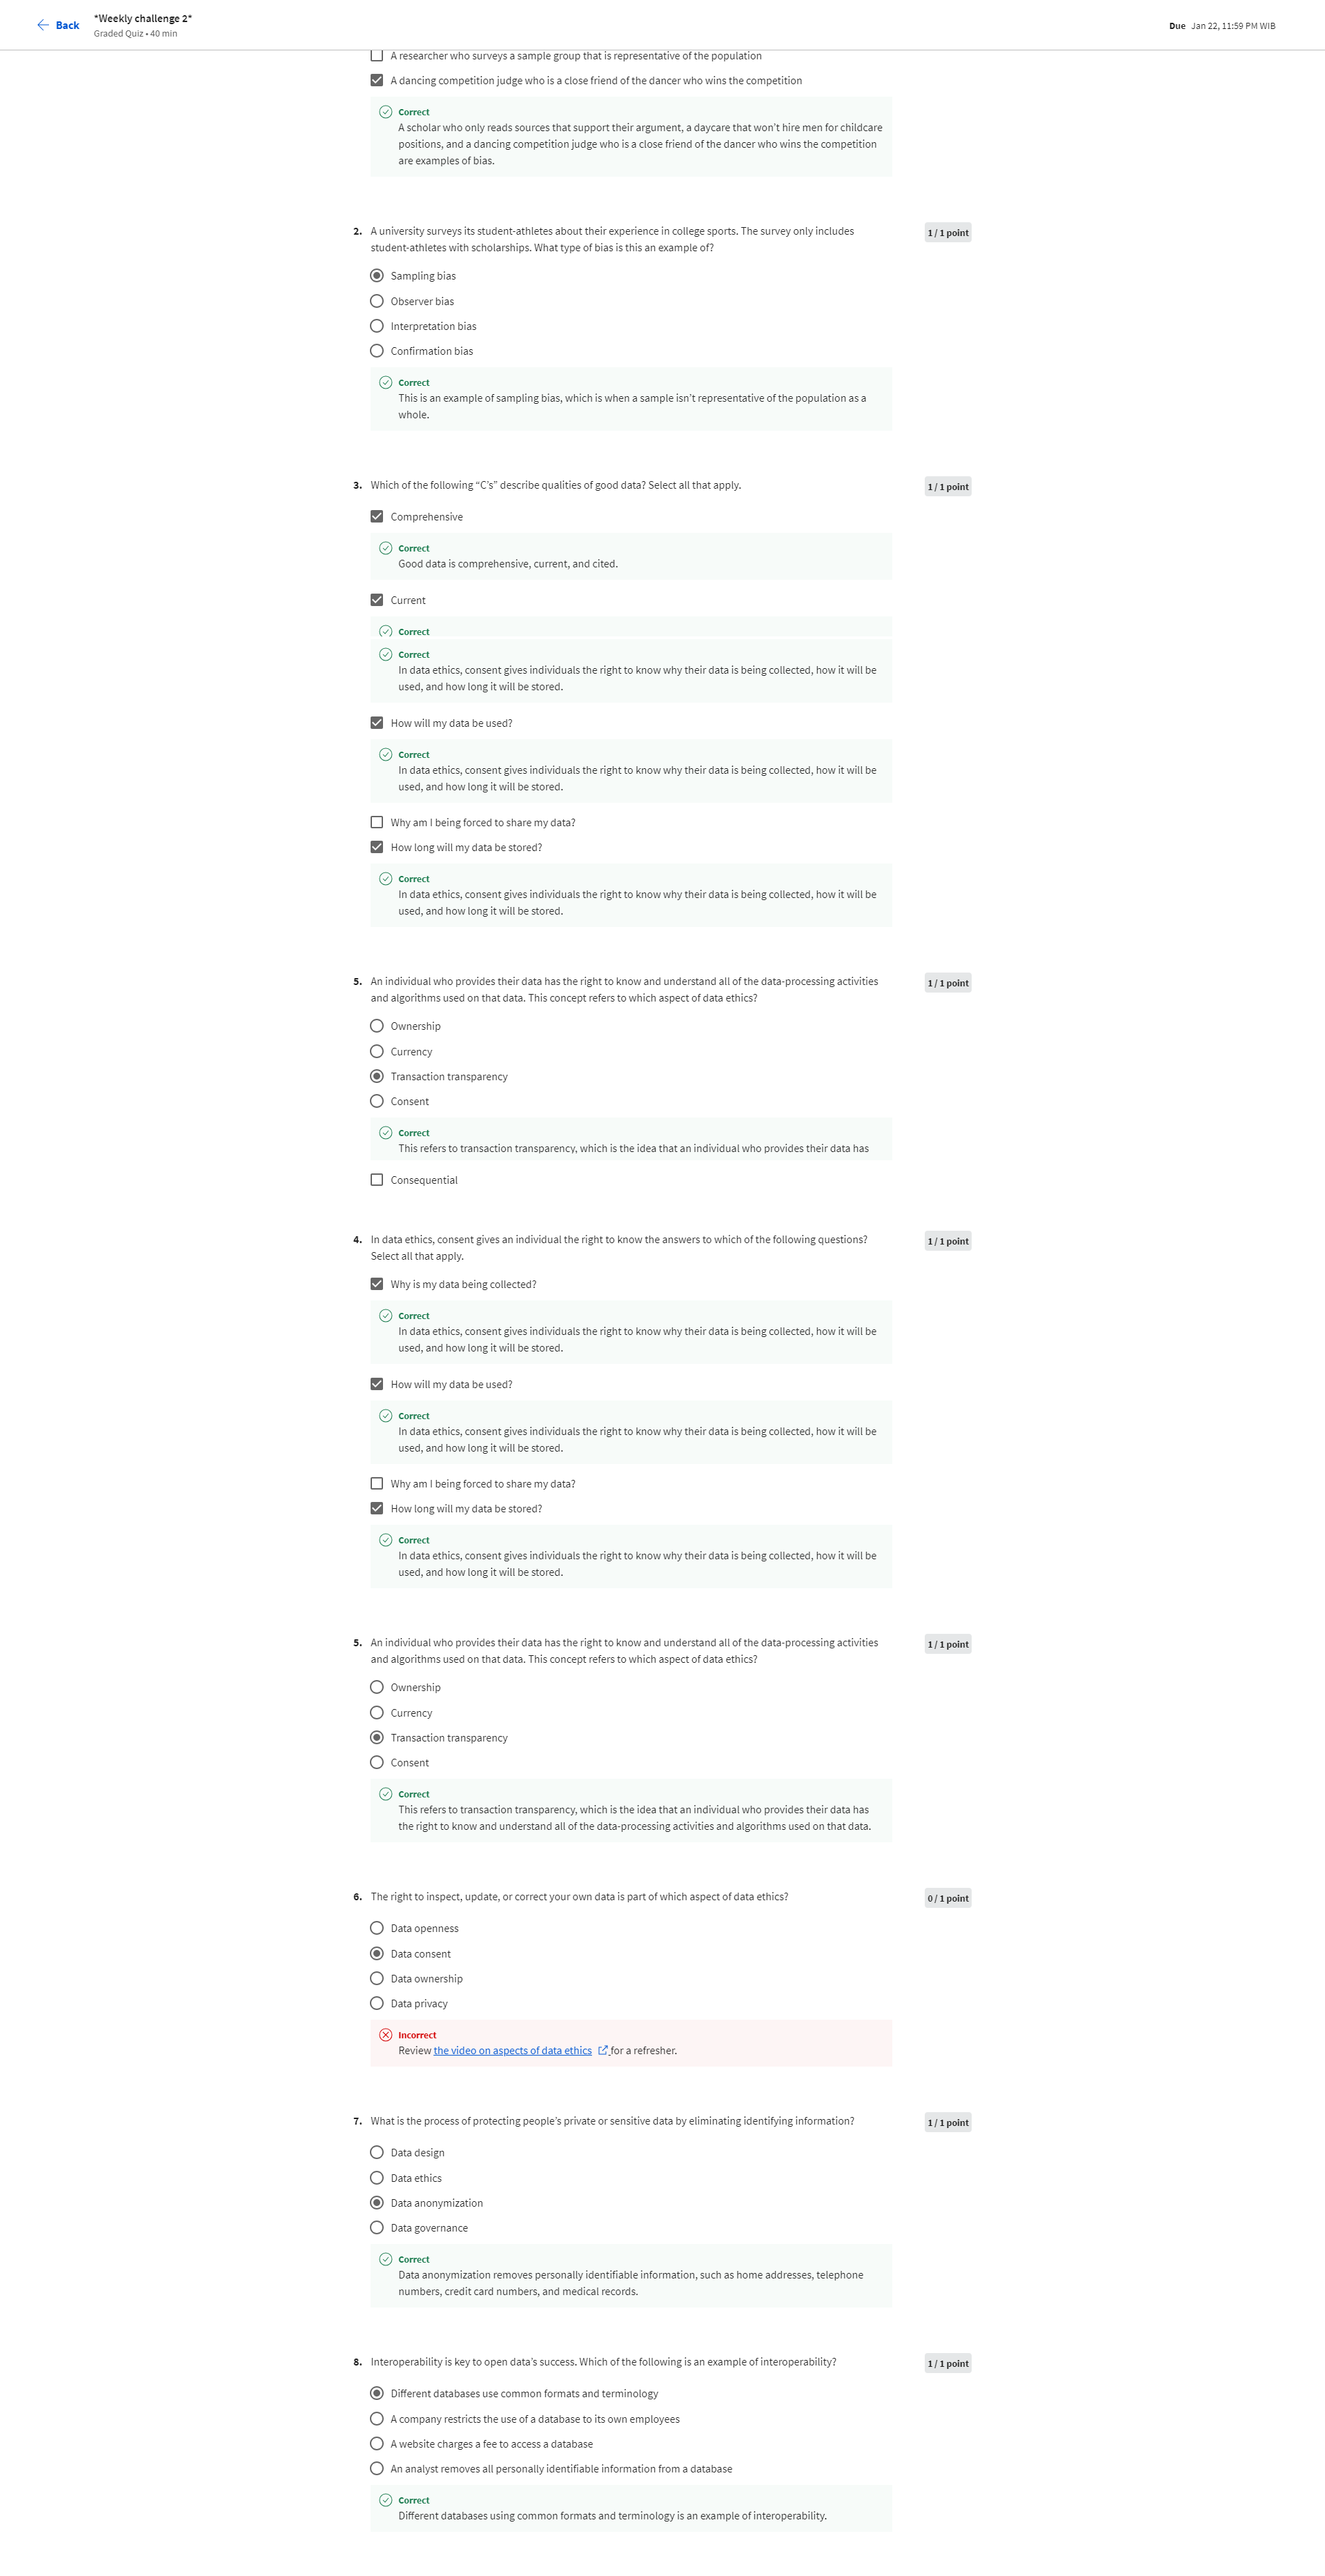 Back
*Weekly challenge 2*
Graded Quiz • 40 min
Due Jan 22, 11:59 PM WIB
A researcher who surveys a sample group that is representative of the population
A dancing competition judge who is a close friend of the dancer who wins the competition
Correct
A scholar who only reads sources that support their argument, a daycare that won't hire men for childcare
positions, and a dancing competition judge who is a close friend of the dancer who wins the competition
are examples of bias.
2. A university surveys its student-athletes about their experience in college sports. The survey only includes
student-athletes with scholarships. What type of bias is this an example of?
1 / 1 point
Sampling bias
Observer bias
Interpretation bias
Confirmation bias
Correct
This is an example of sampling bias, which is when a sample isn’t representative of the population as a
whole.
3. Which of the following “C’s” describe qualities of good data? Select all that apply.
1 / 1 point
Comprehensive
Correct
Good data is comprehensive, current, and cited.
Current
Correct
Correct
In data ethics, consent gives individuals the right to know why their data is being collected, how it will be
used, and how long it will be stored.
How will my data be used?
Correct
In data ethics, consent gives individuals the right to know why their data is being collected, how it will be
used, and how long it will be stored.
Why am I being forced to share my data?
How long will my data be stored?
Correct
In data ethics, consent gives individuals the right to know why their data is being collected, how it will be
used, and how long it will be stored.
5. An individual who provides their data has the right to know and understand all of the data-processing activities
and algorithms used on that data. This concept refers to which aspect of data ethics?
1 / 1 point
Ownership
Currency
Transaction transparency
Consent
Correct
This refers to transaction transparency, which is the idea that an individual who provides their data has
Consequential
4. In data ethics, consent gives an individual the right to know the answers to which of the following questions?
Select all that apply.
1 / 1 point
Why is my data being collected?
Correct
In data ethics, consent gives individuals the right to know why their data is being collected, how it will be
used, and how long it will be stored.
How will my data be used?
Correct
In data ethics, consent gives individuals the right to know why their data is being collected, how it will be
used, and how long it will be stored.
Why am I being forced to share my data?
How long will my data be stored?
Correct
In data ethics, consent gives individuals the right to know why their data is being collected, how it will be
used, and how long it will be stored.
5. An individual who provides their data has the right to know and understand all of the data-processing activities
and algorithms used on that data. This concept refers to which aspect of data ethics?
1 / 1 point
Ownership
Currency
Transaction transparency
Consent
Correct
This refers to transaction transparency, which is the idea that an individual who provides their data has
the right to know and understand all of the data-processing activities and algorithms used on that data.
6. The right to inspect, update, or correct your own data is part of which aspect of data ethics?
0 / 1 point
Data openness
Data consent
Data ownership
Data privacy
Incorrect
Review the video on aspects of data ethics for a refresher.
7. What is the process of protecting people’s private or sensitive data by eliminating identifying information?
1 / 1 point
Data design
Data ethics
Data anonymization
Data governance
Correct
Data anonymization removes personally identifiable information, such as home addresses, telephone
numbers, credit card numbers, and medical records.
8. Interoperability is key to open data’s success. Which of the following is an example of interoperability?
1 / 1 point
Different databases use common formats and terminology
A company restricts the use of a database to its own employees
A website charges a fee to access a database
An analyst removes all personally identifiable information from a database
Correct
Different databases using common formats and terminology is an example of interoperability.